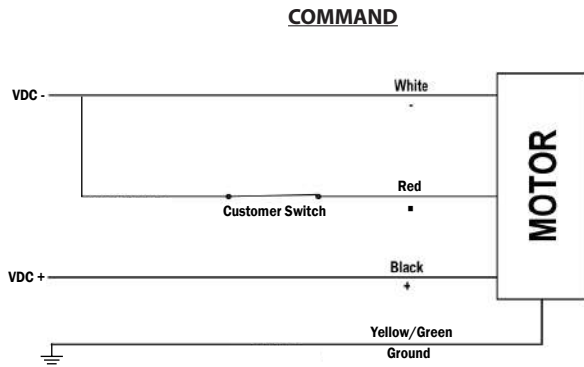 COMMAND
VDC -
White
-
Red
Customer Switch
MOTOR
VDC +
Black
+
Yellow/Green
Ground